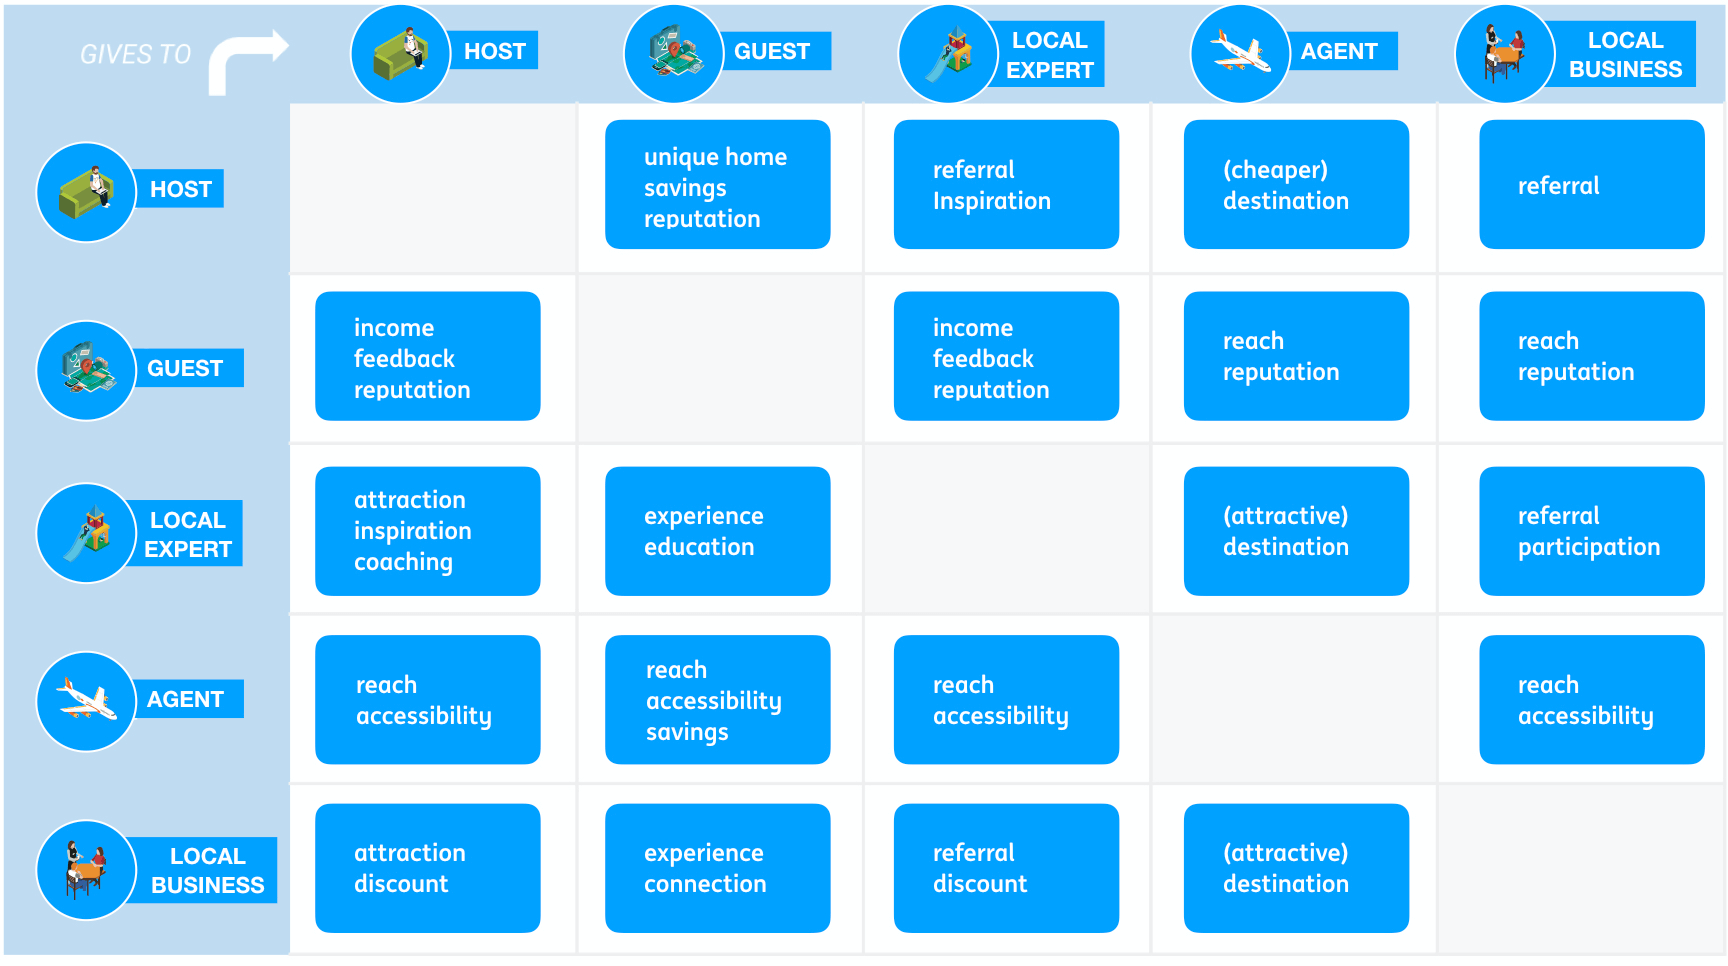 GIVES TO
HOST
GUEST
LOCAL
EXPERT
AGENT
LOCAL
BUSINESS
HOST
unique home
savings
reputation
referral
Inspiration
(cheaper)
destination
referral
GUEST
income
feedback
reputation
income
feedback
reputation
reach
reputation
reach
reputation
LOCAL
EXPERT
attraction
inspiration
coaching
experience
education
(attractive)
destination
referral
participation
AGENT
reach
accessibility
reach
accessibility
savings
reach
accessibility
reach
accessibility
LOCAL
BUSINESS
attraction
discount
experience
connection
referral
discount
(attractive)
destination